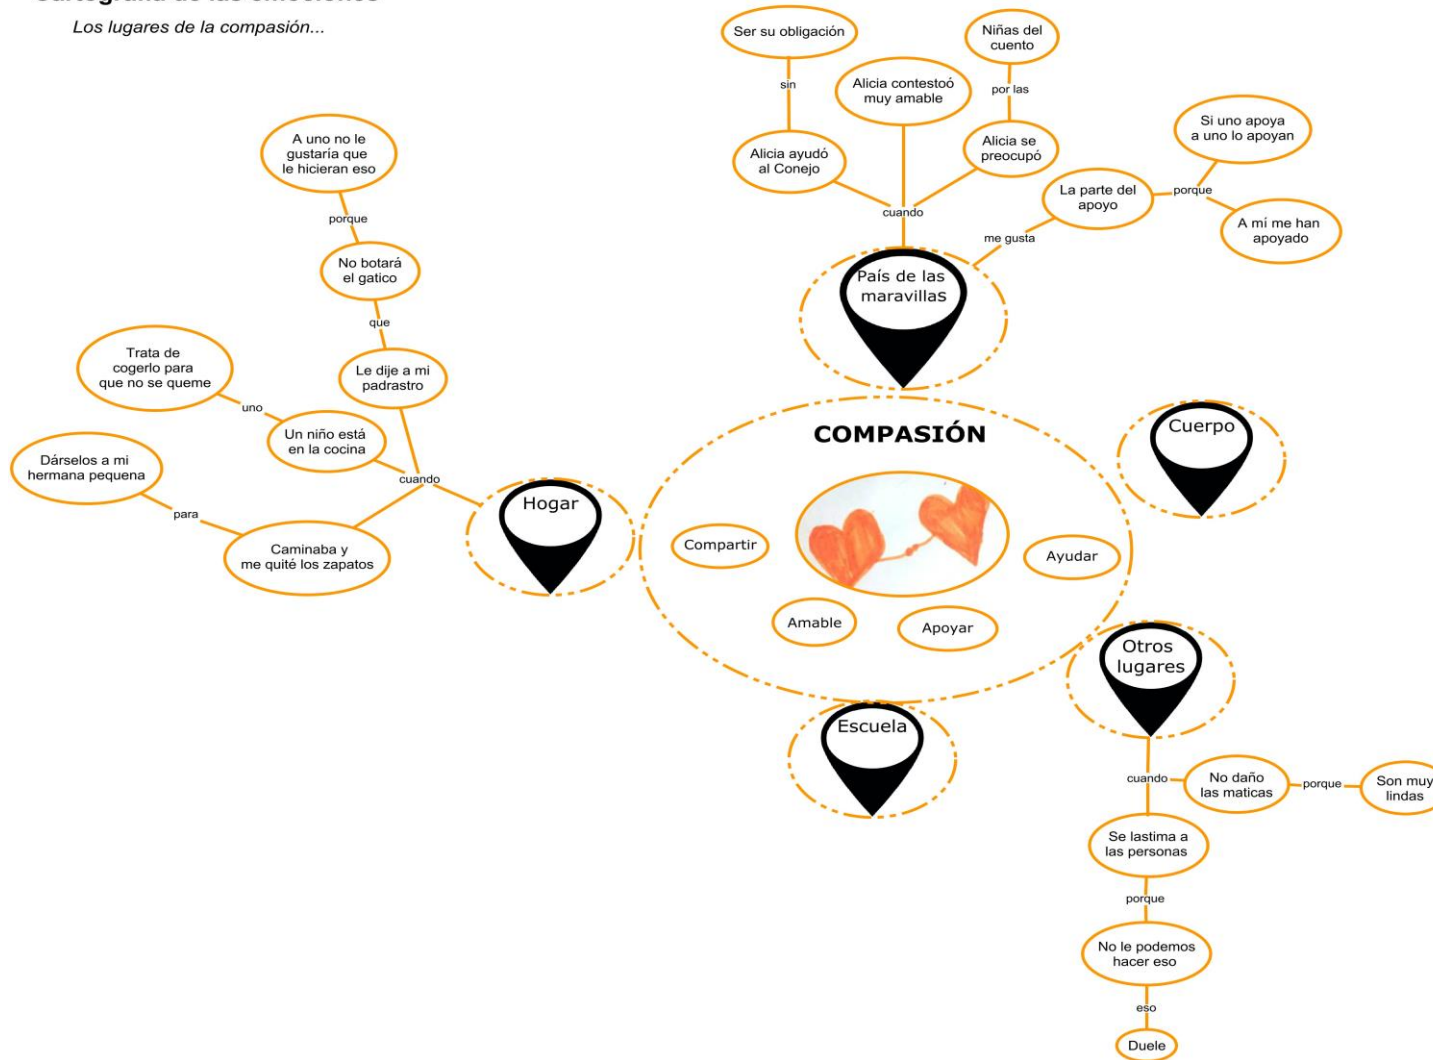 Cartografía de las emociones
Los lugares de la compasión...
Ser su obligación
sin
Alicia ayudó
al Conejo
Alicia contestoó
muy amable
Niñas del
cuento
por las
Alicia se
preocupó
cuando
País de las
maravillas
me gusta
La parte del
apoyo
porque
Si uno apoya
a uno lo apoyan
A mí me han
apoyado
A uno no le
gustaría que
le hicieran eso
porque
No botará
el gatico
que
Le dije a mi
padrastro
Trata de
cogerlo para
que no se queme
uno
Un niño está
en la cocina
Dárselos a mi
hermana pequena
para
Caminaba y
me quité los zapatos
cuando
Hogar
COMPASIÓN
Compartir
Amable
Apoyar
Ayudar
Cuerpo
Escuela
Otros
lugares
cuando
No daño
las maticas
porque
Son muy
lindas
Se lastima a
las personas
porque
No le podemos
hacer eso
eso
Duele